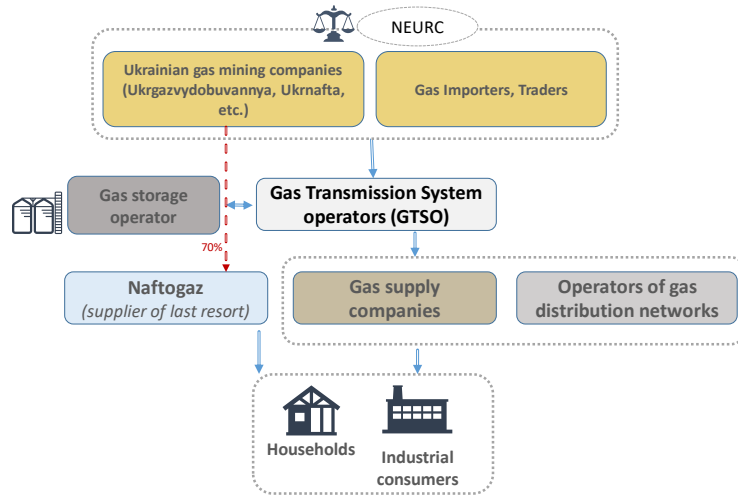 NEURC
Ukrainian gas mining companies
(Ukrgazvydobuvannya, Ukrnafta,
etc.)
Gas Importers, Traders
Gas storage
operator
Gas Transmission System
operators (GTSO)
70%
Naftogaz
(supplier of last resort)
Gas supply
companies
Operators of gas
distribution networks
Households
Industrial
consumers